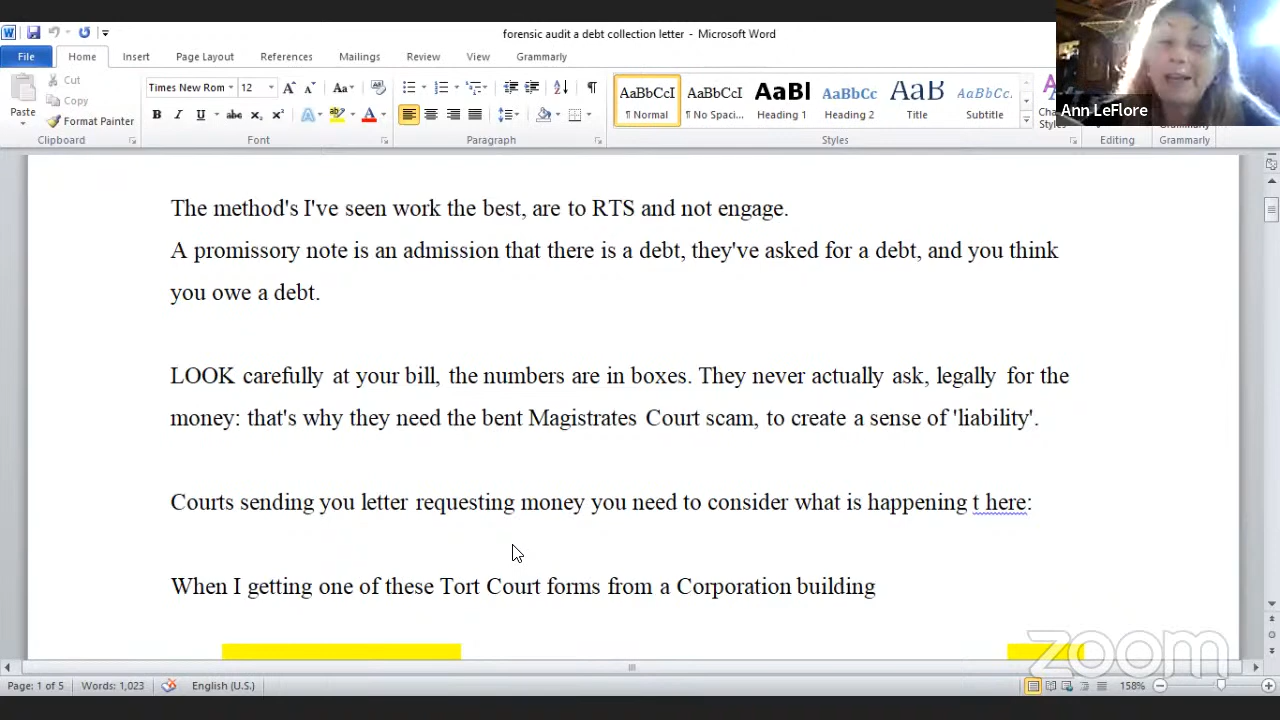 forensic audit a debt collection letter - Microsoft Word
File Home Insert Page Layout References Mailings Review View Grammarly
Paste
Cut
Copy
Format Painter
Clipboard
Times New Rom 12
Font
Paragraph
AaBbCcI AaBbCcI AaBl AaBbCc AaB AaBbCc.
¶ Normal ¶ No Spaci... Heading 1 Heading 2 Title Subtitle
Styles
Styles
Editing
Grammarly
Ann LeFlore
The method's I've seen work the best, are to RTS and not engage.
A promissory note is an admission that there is a debt, they've asked for a debt, and you think
you owe a debt.
LOOK carefully at your bill, the numbers are in boxes. They never actually ask, legally for the
money: that's why they need the bent Magistrates Court scam, to create a sense of 'liability'.
Courts sending you letter requesting money you need to consider what is happening t here:
When I getting one of these Tort Court forms from a Corporation building
zoom
Page: 1 of 5 Words: 1,023 English (U.S.) 158%